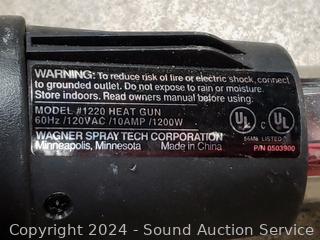 WARNING: To reduce risk of fire or electric shock, connect
to grounded outlet. Do not expose to rain or moisture.
Store indoors. Read owners manual before using.
MODEL #1220 HEAT GUN
60Hz /120VAC /10AMP /1200W
WAGNER SPRAY TECH CORPORATION
Minneapolis, Minnesota Made in China
UL C UL
LISTED
P/N 0503900
Copyright 2024 - Sound Auction Service